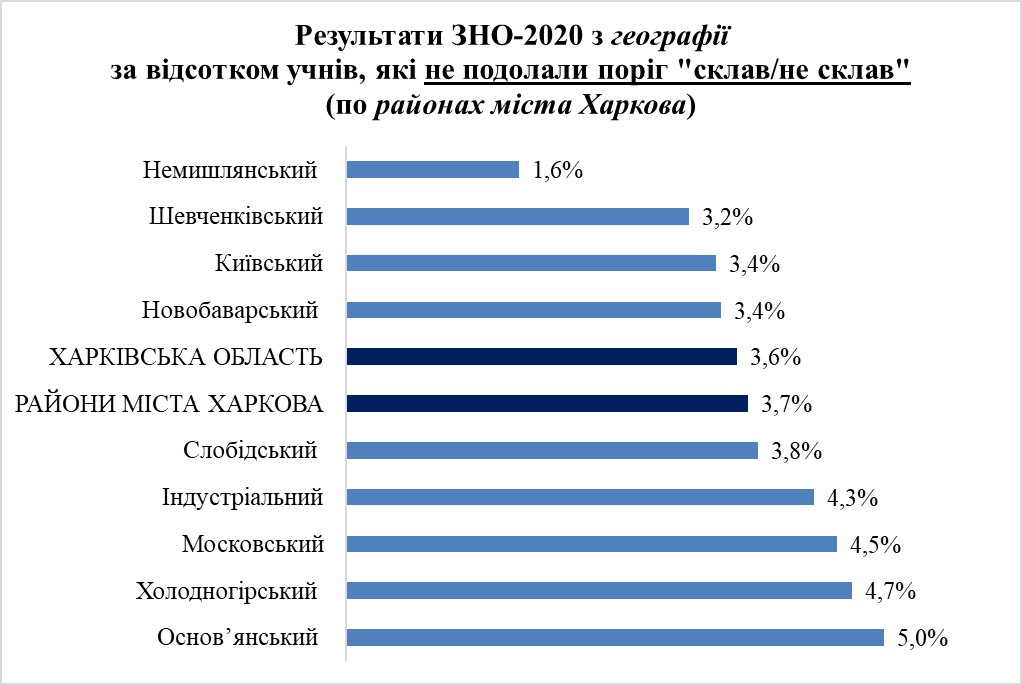 Результати ЗНО-2020 з географії
за відсотком учнів, які не подолали поріг "склав/не склав"
(по районах міста Харкова)
Немишлянський 1,6%
Шевченківський 3,2%
Київський 3,4%
Новобаварський 3,4%
ХАРКІВСЬКА ОБЛАСТЬ 3,6%
РАЙОНИ МІСТА ХАРКОВА 3,7%
Слобідський 3,8%
Індустріальний 4,3%
Московський 4,5%
Холодногірський 4,7%
Основ’янський 5,0%